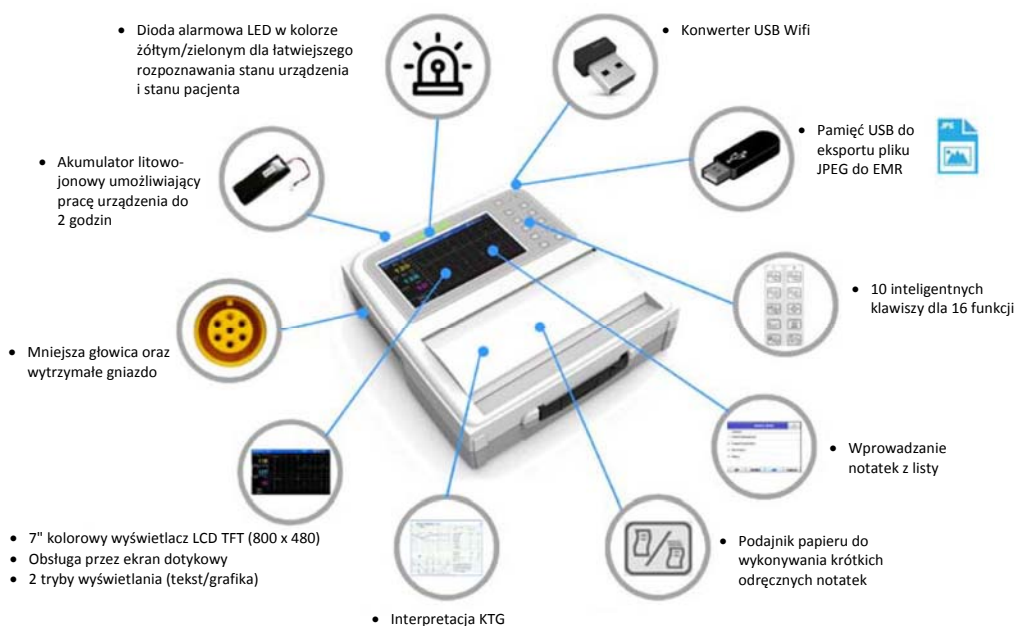 • Dioda alarmowa LED w kolorze
żółtym/zielonym dla łatwiejszego
rozpoznawania stanu urządzenia
i stanu pacjenta
• Konwerter USB Wifi
• Pamięć USB do
eksportu pliku
JPEG do EMR
JPG
• Akumulator litowo-
jonowy umożliwiający
pracę urządzenia do
2 godzin
• 10 inteligentnych
klawiszy dla 16 funkcji
• Mniejsza głowica oraz
wytrzymałe gniazdo
• Wprowadzanie
notatek z listy
• 7" kolorowy wyświetlacz LCD TFT (800 x 480)
• Obsługa przez ekran dotykowy
• 2 tryby wyświetlania (tekst/grafika)
• Podajnik papieru do
wykonywania krótkich
odręcznych notatek
• Interpretacja KTG